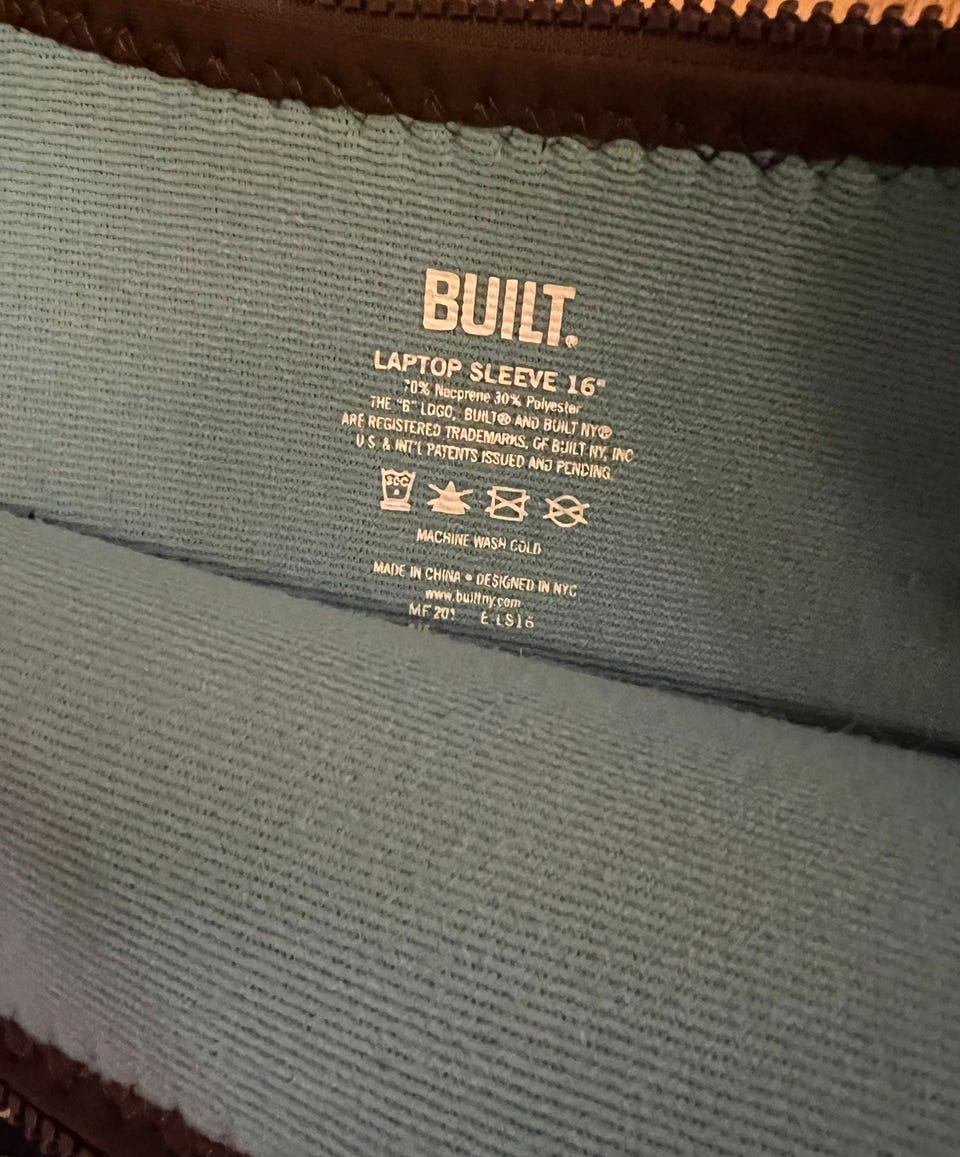 BUILT.®
LAPTOP SLEEVE 16"
70% Neoprene 30% Polyester
THE "B" LOGO, BUILT® AND BUILT NY®
ARE REGISTERED TRADEMARKS, OF BUILT NY, INC
U.S. & INT'L PATENTS ISSUED AND PENDING.
MACHINE WASH COLD
MADE IN CHINA • DESIGNED IN NYC
www.builtny.com
E-LS16